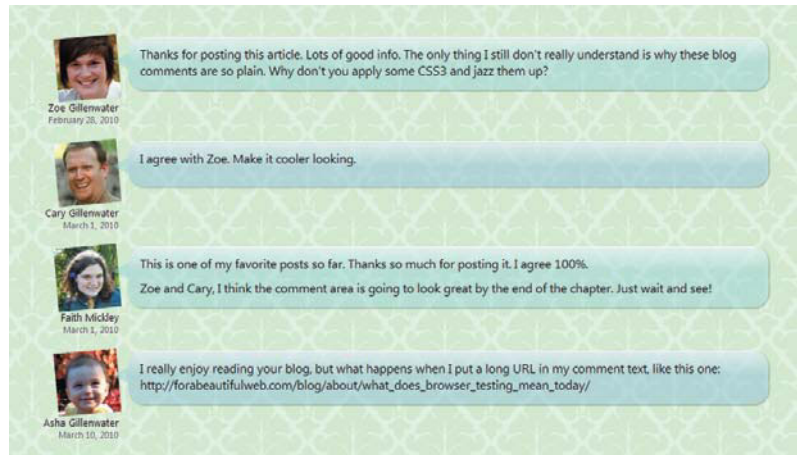 Thanks for posting this article. Lots of good info. The only thing I still don't really understand is why these blog
comments are so plain. Why don't you apply some CSS3 and jazz them up?
Zoe Gillenwater
February 28, 2010
I agree with Zoe. Make it cooler looking.
Cary Gillenwater
March 1, 2010
This is one of my favorite posts so far. Thanks so much for posting it. I agree 100%.
Zoe and Cary, I think the comment area is going to look great by the end of the chapter. Just wait and see!
Faith Mickley
March 1, 2010
I really enjoy reading your blog, but what happens when I put a long URL in my comment text, like this one:
http://forabeautifulweb.com/blog/about/what_does_browser_testing_mean_today/
Asha Gillenwater
March 10, 2010